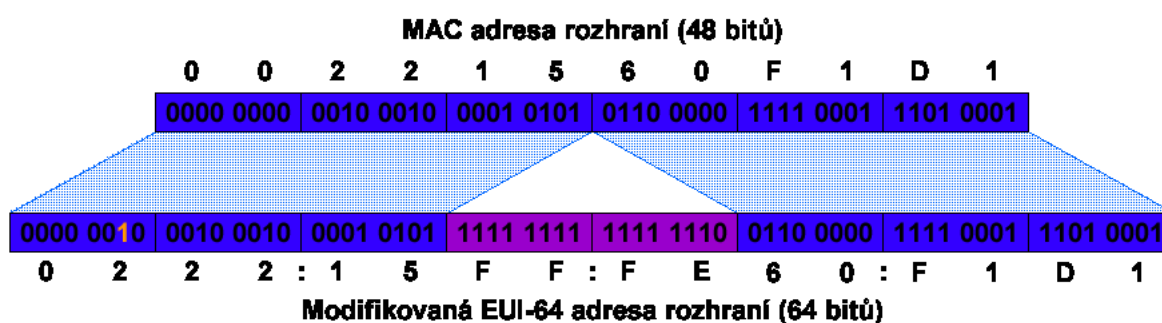 MAC adresa rozhraní (48 bitů)
0 0 2 2 1 5 6 0 F 1 D 1
0000 0000 0010 0010 0001 0101 0110 0000 1111 0001 1101 0001
0000 0010 0010 0010 0001 0101 1111 1111 1111 1110 0110 0000 1111 0001 1101 0001
0 2 2 2 : 1 5 F F : F E 6 0 : F 1 D 1
Modifikovaná EUI-64 adresa rozhraní (64 bitů)